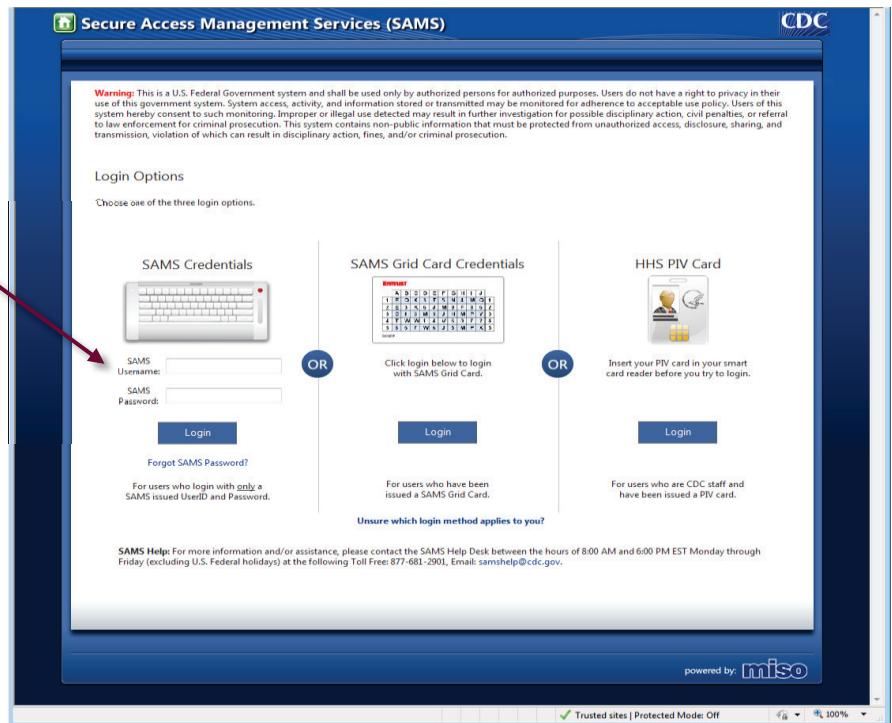 Secure Access Management Services (SAMS)
CDC
Warning: This is a U.S. Federal Government system and shall be used only by authorized persons for authorized purposes. Users do not have a right to privacy in their
use of this government system. System access, activity, and information stored or transmitted may be monitored for adherence to acceptable use policy. Users of this
system hereby consent to such monitoring. Improper or illegal use detected may result in further investigation for possible disciplinary action, civil penalties, or referral
to law enforcement for criminal prosecution. This system contains non-public information that must be protected from unauthorized access, disclosure, sharing, and
transmission, violation of which can result in disciplinary action, fines, and/or criminal prosecution.
Login Options
Choose one of the three login options.
SAMS Credentials
SAMS
Username:
SAMS
Password:
Login
Forgot SAMS Password?
For users who login with only a
SAMS issued UserID and Password.
OR
SAMS Grid Card Credentials
Entrust
A B C D E F G H I J
Click login below to login
with SAMS Grid Card.
Login
For users who have been
issued a SAMS Grid Card.
OR
HHS PIV Card
Insert your PIV card in your smart
card reader before you try to login.
Login
For users who are CDC staff and
have been issued a PIV card.
Unsure which login method applies to you?
SAMS Help: For more information and/or assistance, please contact the SAMS Help Desk between the hours of 8:00 AM and 6:00 PM EST Monday through
Friday (excluding U.S. Federal holidays) at the following Toll Free: 877-681-2901, Email: samshelp@cdc.gov.
powered by: miso
Trusted sites | Protected Mode: Off
100%